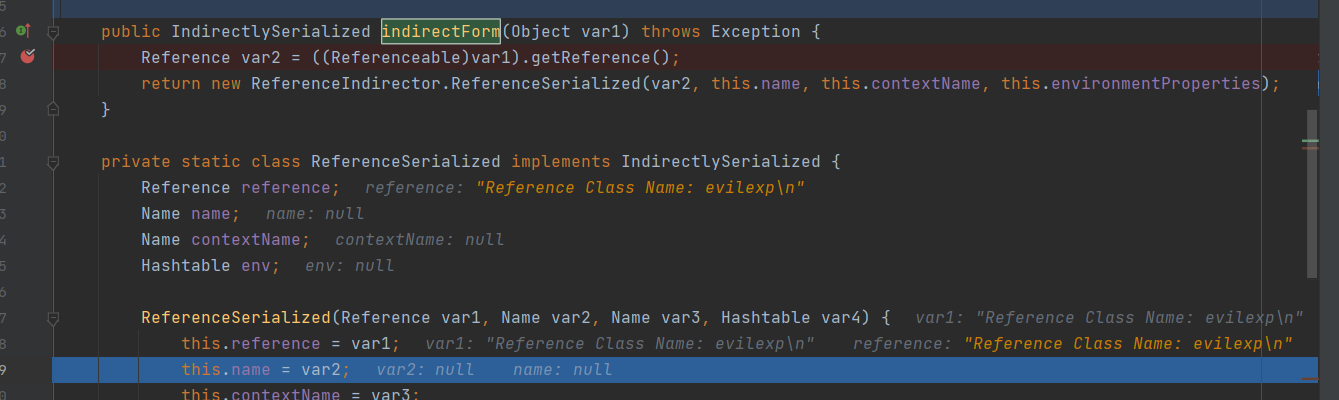 5
6 public IndirectlySerialized indirectForm(Object var1) throws Exception {
7 Reference var2 = ((Referenceable)var1).getReference();
8 return new ReferenceIndirector.ReferenceSerialized(var2, this.name, this.contextName, this.environmentProperties);
9 }
0
1 private static class ReferenceSerialized implements IndirectlySerialized {
2 Reference reference; reference: "Reference Class Name: evilexp\n"
3 Name name; name: null
4 Name contextName; contextName: null
5 Hashtable env; env: null
6
7 ReferenceSerialized(Reference var1, Name var2, Name var3, Hashtable var4) { var1: "Reference Class Name: evilexp\n"
8 this.reference = var1; var1: "Reference Class Name: evilexp\n" reference: "Reference Class Name: evilexp\n"
9 this.name = var2; var2: null name: null
0 this.contextName = var3;